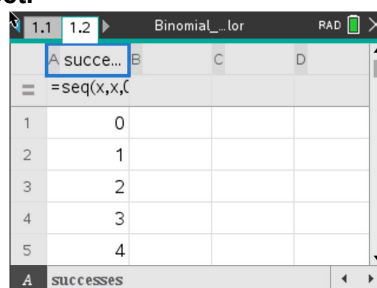 1.1 1.2 Binomial_...lor RAD
A succe... B C D
= =seq(x,x,0
1 0
2 1
3 2
4 3
5 4
A successes